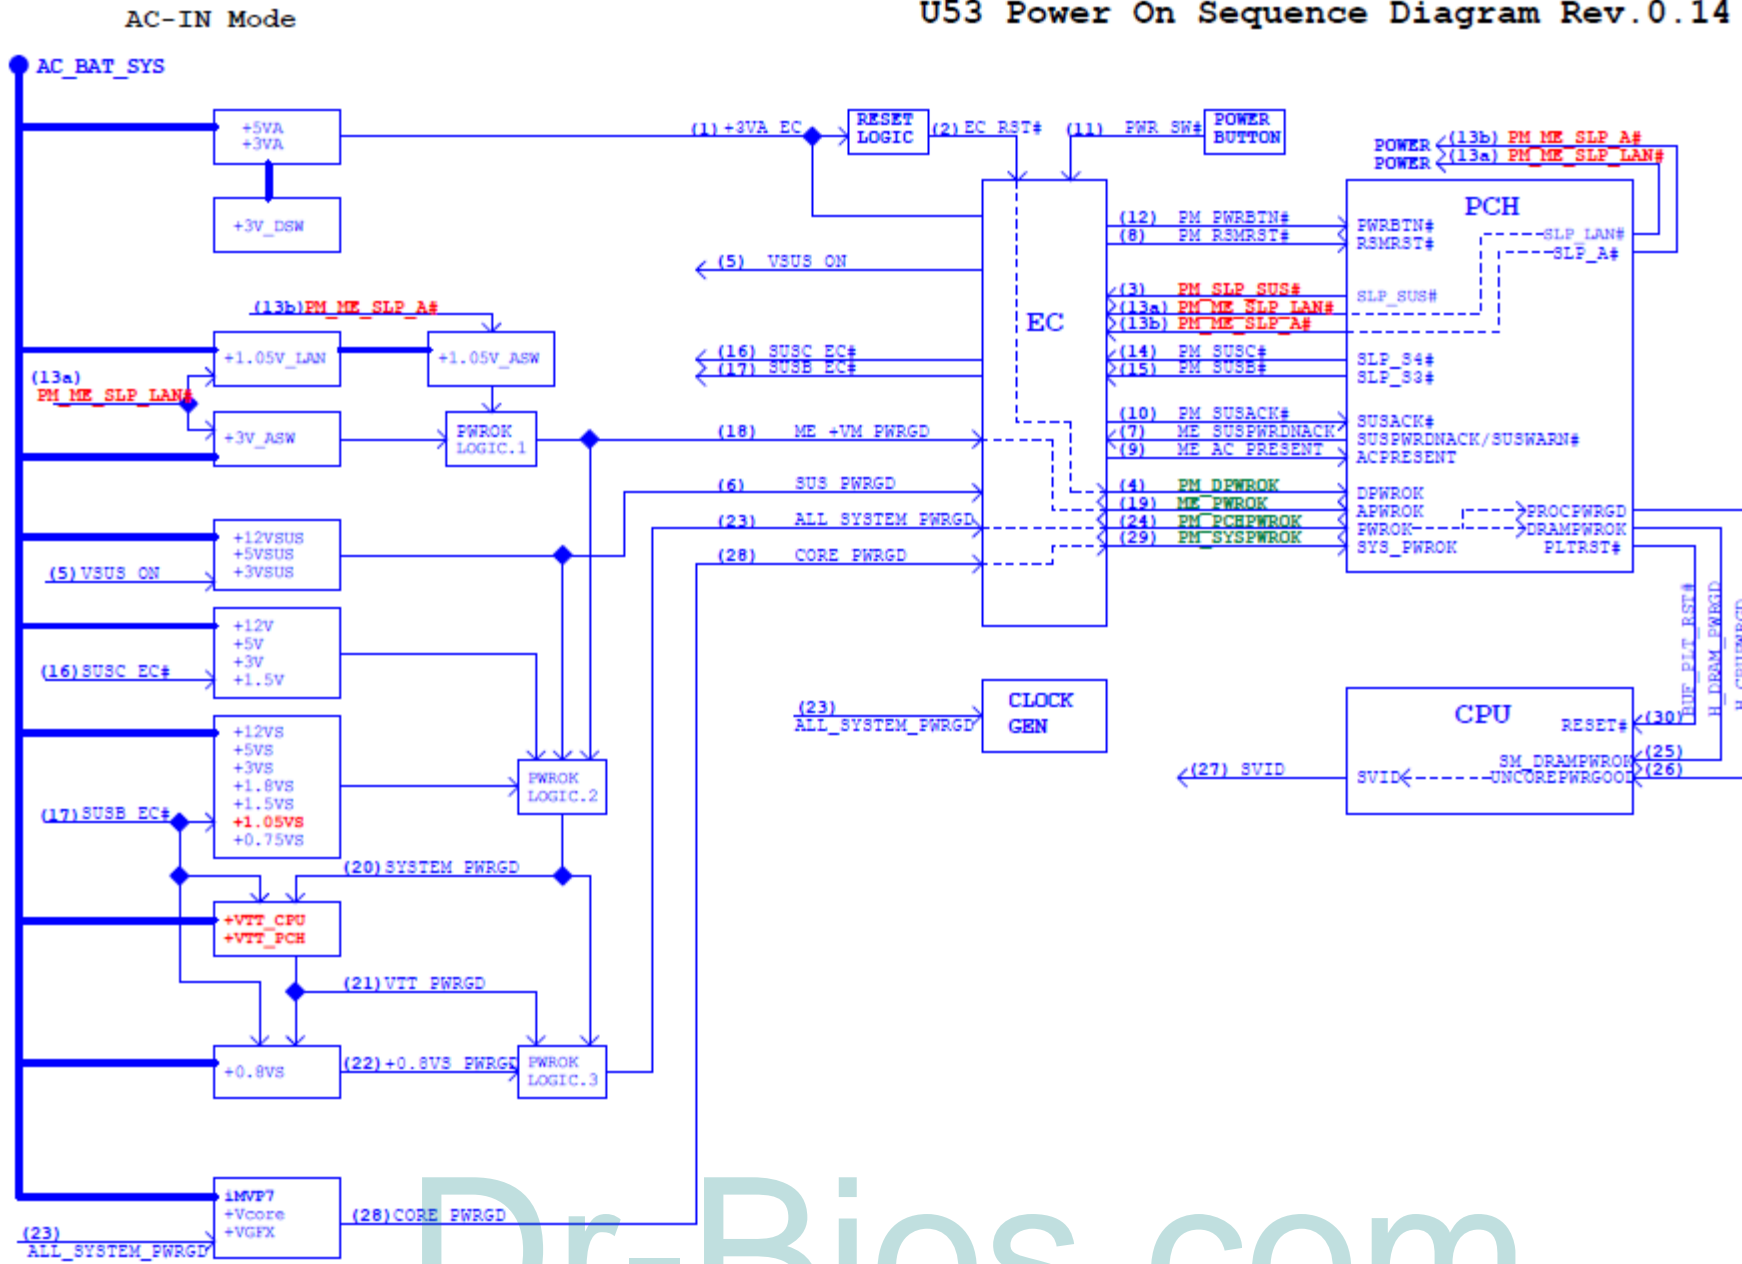 AC-IN Mode
U53 Power On Sequence Diagram Rev.0.14
AC_BAT_SYS
+5VA
+3VA
+3V_DSW
(1) +3VA_EC
RESET
LOGIC
(2) EC_RST#
(11) PWR_SW#
POWER
BUTTON
POWER (13b) PM_ME_SLP_A#
POWER (13a) PM_ME_SLP_LAN#
EC
(12) PM_PWRBTN#
(8) PM_RSMRST#
(5) VSUS_ON
(3) PM_SLP_SUS#
(13a) PM_ME_SLP_LAN#
(13b) PM_ME_SLP_A#
(16) SUSC_EC#
(17) SUSB_EC#
(14) PM_SUSC#
(15) PM_SUSB#
(10) PM_SUSACK#
(7) ME_SUSPWRDNACK
(9) ME_AC_PRESENT
(18) ME_+VM_PWRGD
(6) SUS_PWRGD
(23) ALL_SYSTEM_PWRGD
(28) CORE_PWRGD
(4) PM_DPWROK
(19) ME_PWROK
(24) PM_PCHPWROK
(29) PM_SYSPWROK
PCH
PWRBTN#
RSMRST#
SLP_LAN#
SLP_A#
SLP_SUS#
SLP_S4#
SLP_S3#
SUSACK#
SUSPWRDNACK/SUSWARN#
ACPRESENT
DPWROK
APWROK
PWROK
SYS_PWROK
PROCPWRGD
DRAMPWROK
PLTRST#
BUF_PLT_RST#
H_DRAM_PWRGD
H_CPUPWRGD
(13b) PM_ME_SLP_A#
+1.05V_LAN
+1.05V_ASW
(13a)
PM_ME_SLP_LAN#
+3V_ASW
PWROK
LOGIC.1
+12VSUS
+5VSUS
+3VSUS
(5) VSUS_ON
+12V
+5V
+3V
+1.5V
(16) SUSC_EC#
+12VS
+5VS
+3VS
+1.8VS
+1.5VS
+1.05VS
+0.75VS
(17) SUSB_EC#
PWROK
LOGIC.2
(20) SYSTEM_PWRGD
+VTT_CPU
+VTT_PCH
(21) VTT_PWRGD
+0.8VS
(22) +0.8VS_PWRGD
PWROK
LOGIC.3
iMVP7
+Vcore
+VGFX
(28) CORE_PWRGD
(23)
ALL_SYSTEM_PWRGD
(23)
ALL_SYSTEM_PWRGD
CLOCK
GEN
CPU
RESET# (30)
SM_DRAMPWROK (25)
UNCOREPWRGOOD (26)
SVID
(27) SVID
Dr-Bios.com